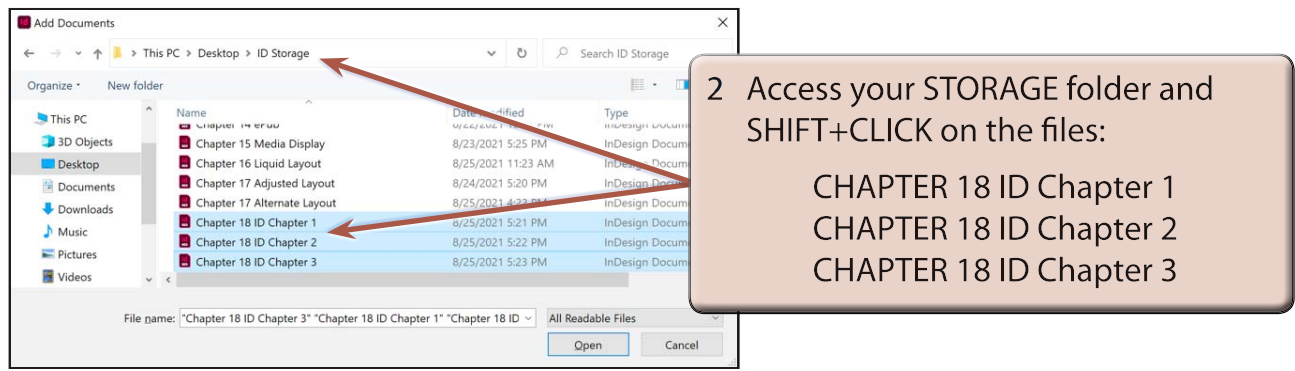 Add Documents
This PC > Desktop > ID Storage
Search ID Storage
Organize
New folder
This PC
3D Objects
Desktop
Documents
Downloads
Music
Pictures
Videos
Name Type
Chapter 15 Media Display 8/23/2021 5:25 PM
Chapter 16 Liquid Layout 8/25/2021 11:23 AM
Chapter 17 Adjusted Layout 8/24/2021 5:20 PM
Chapter 17 Alternate Layout 8/25/2021
Chapter 18 ID Chapter 1 8/25/2021 5:21 PM InDesign
Chapter 18 ID Chapter 2 8/25/2021 5:22 PM InDesign
Chapter 18 ID Chapter 3 8/25/2021 5:23 PM InDesign
File name: "Chapter 18 ID Chapter 3" "Chapter 18 ID Chapter 1" "Chapter 18 ID
All Readable Files
Open
Cancel
2 Access your STORAGE folder and
SHIFT+CLICK on the files:
CHAPTER 18 ID Chapter 1
CHAPTER 18 ID Chapter 2
CHAPTER 18 ID Chapter 3